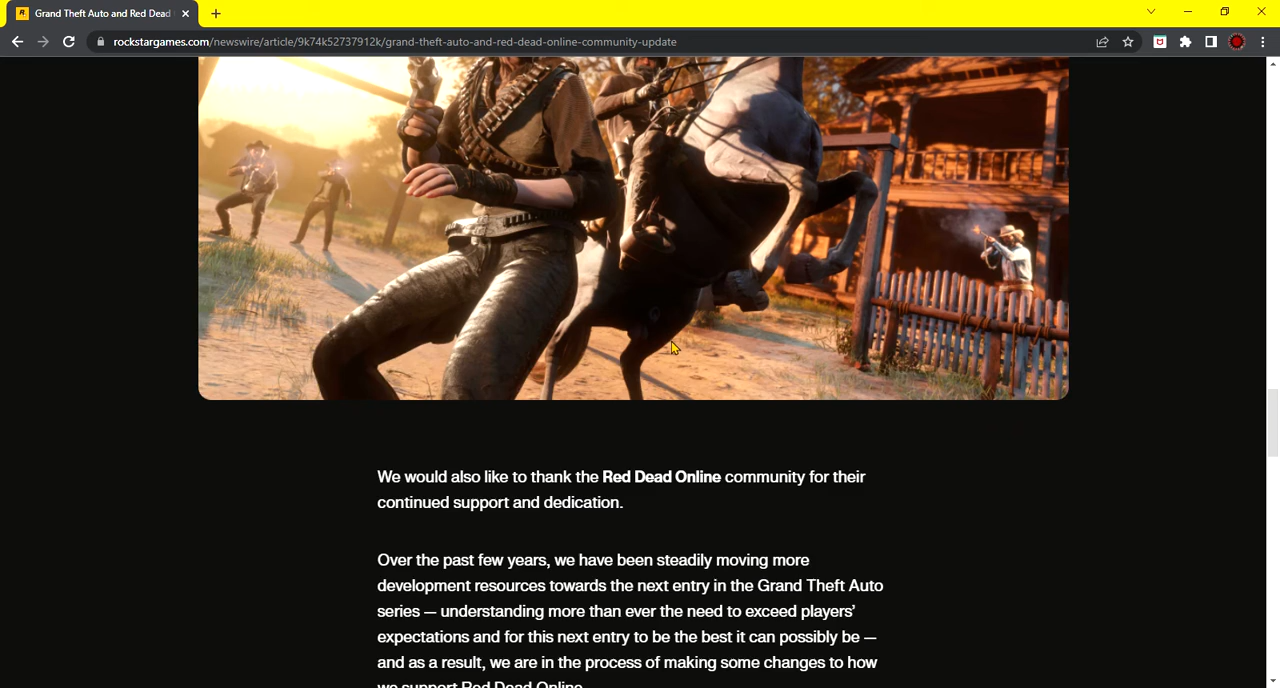 Grand Theft Auto and Red Dead
rockstargames.com/newswire/article/9k74k52737912k/grand-theft-auto-and-red-dead-online-community-update
We would also like to thank the Red Dead Online community for their
continued support and dedication.
Over the past few years, we have been steadily moving more
development resources towards the next entry in the Grand Theft Auto
series — understanding more than ever the need to exceed players’
expectations and for this next entry to be the best it can possibly be —
and as a result, we are in the process of making some changes to how
we support Red Dead Online